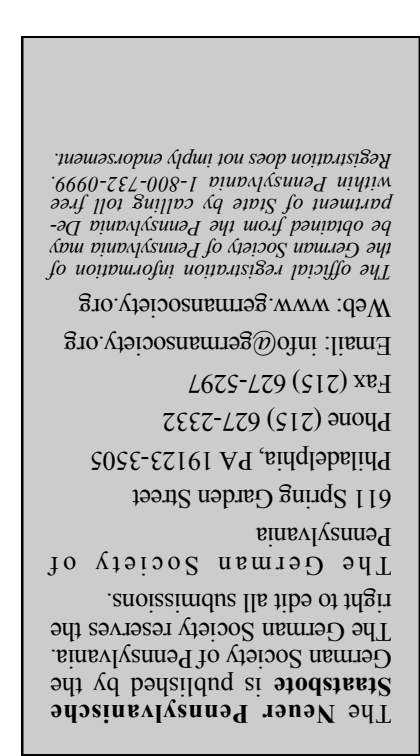 The Neuer Pennsylvanische
Staatsbote is published by the
German Society of Pennsylvania.
The German Society reserves the
right to edit all submissions.
The German Society of
Pennsylvania
611 Spring Garden Street
Philadelphia, PA 19123-3505
Phone (215) 627-2332
Fax (215) 627-5297
Email: info@germansociety.org
Web: www.germansociety.org
The official registration information of
the German Society of Pennsylvania may
be obtained from the Pennsylvania De-
partment of State by calling toll free
within Pennsylvania 1-800-732-0999.
Registration does not imply endorsement.